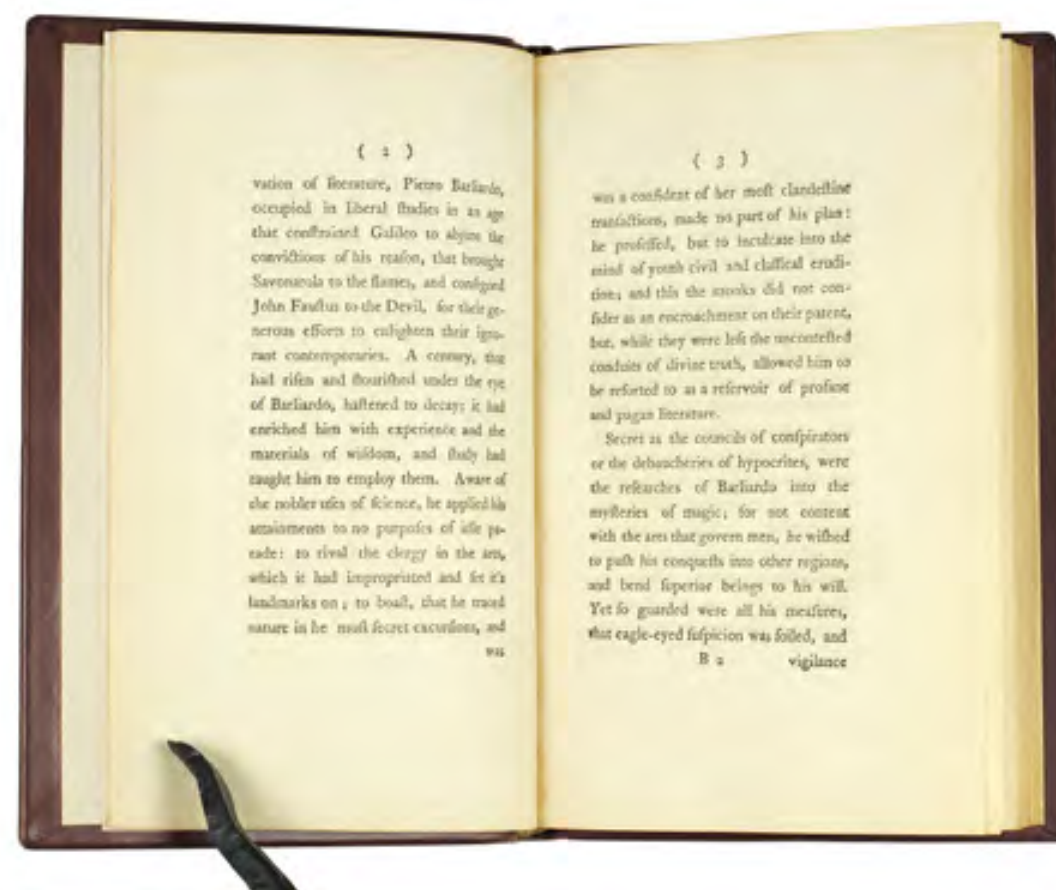 ( 2 )
vation of literature, Pietro Barliardo,
occupied in liberal ſtudies in an age
that conſtrained Galileo to abjure the
convictions of his reaſon, that brought
Savonarola to the flames, and conſigned
John Fauſtus to the Devil, for their ge-
nerous efforts to enlighten their igno-
rant contemporaries. A century, that
had riſen and flouriſhed under the eye
of Barliardo, haſtened to decay; it had
enriched him with experience and the
materials of wiſdom, and ſtudy had
taught him to employ them. Aware of
the nobler uſes of ſcience, he applied his
attainments to no purpoſes of idle pa-
rade: to rival the clergy in the arts,
which it had impropriated and ſet it's
landmarks on; to boaſt, that he traced
nature in he moſt ſecret excurſions, and
was
( 3 )
was a confident of her moſt clandeſtine
tranſactions, made no part of his plan:
he profeſſed, but to inculcate into the
mind of youth civil and claſſical erudi-
tion; and this the monks did not con-
ſider as an encroachment on their patent,
but, while they were left the unconteſted
conduits of divine truth, allowed him to
be reſorted to as a reſervoir of profane
and pagan literature.
Secret as the councils of conſpirators
or the debaucheries of hypocrites, were
the reſearches of Barliardo into the
myſteries of magic; for not content
with the arts that govern men, he wiſhed
to puſh his conqueſts into other regions,
and bend ſuperior beings to his will.
Yet ſo guarded were all his meaſures,
that eagle-eyed ſuſpicion was foiled, and
B 2 vigilance